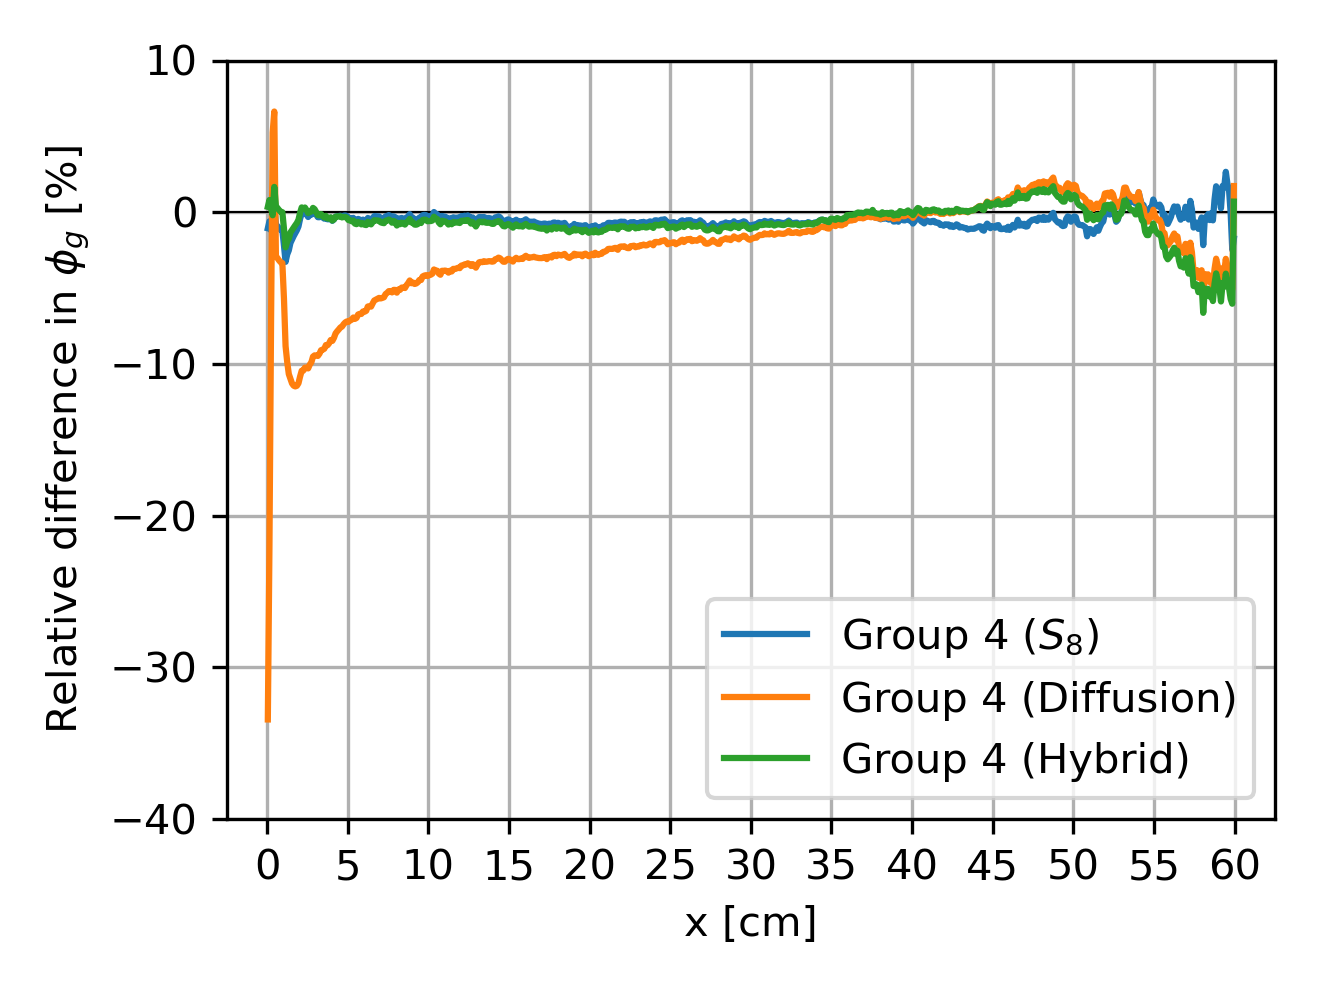 Relative difference in ϕg [%]
10
0
−10
−20
−30
−40
0 5 10 15 20 25 30 35 40 45 50 55 60
x [cm]
Group 4 (S8)
Group 4 (Diffusion)
Group 4 (Hybrid)